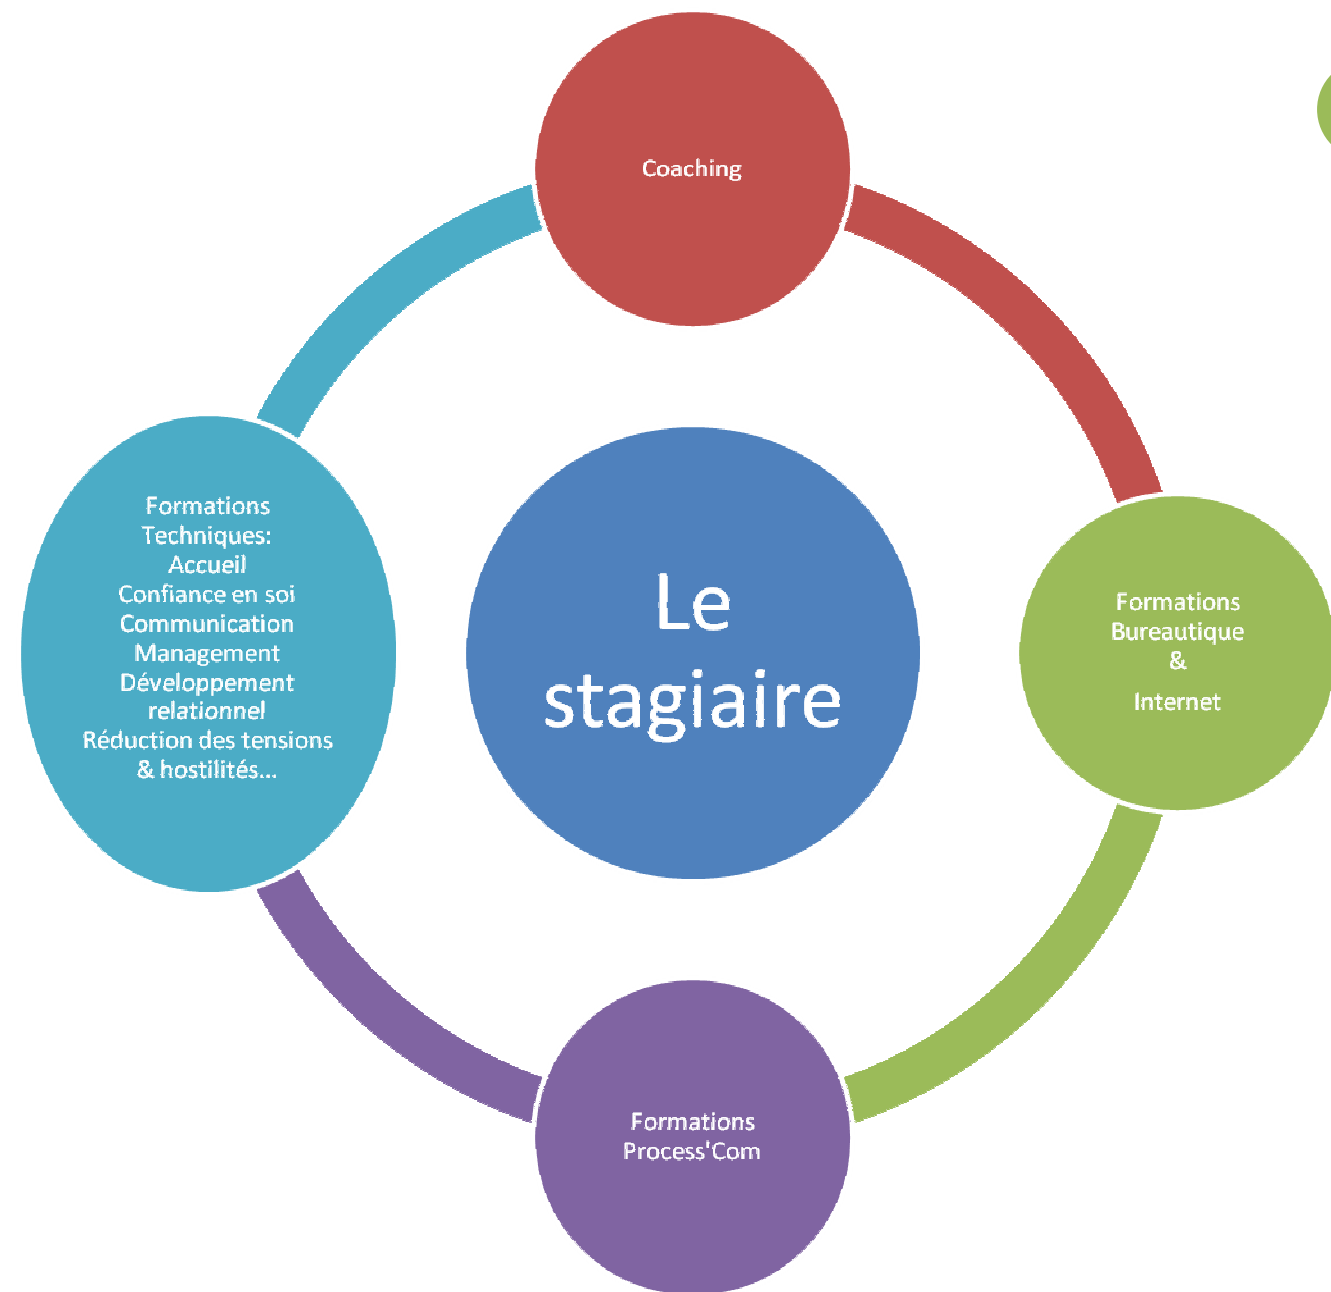 Coaching
Formations
Techniques:
Accueil
Confiance en soi
Communication
Management
Développement
relationnel
Réduction des tensions
& hostilités...
Le
stagiaire
Formations
Bureautique
&
Internet
Formations
Process'Com